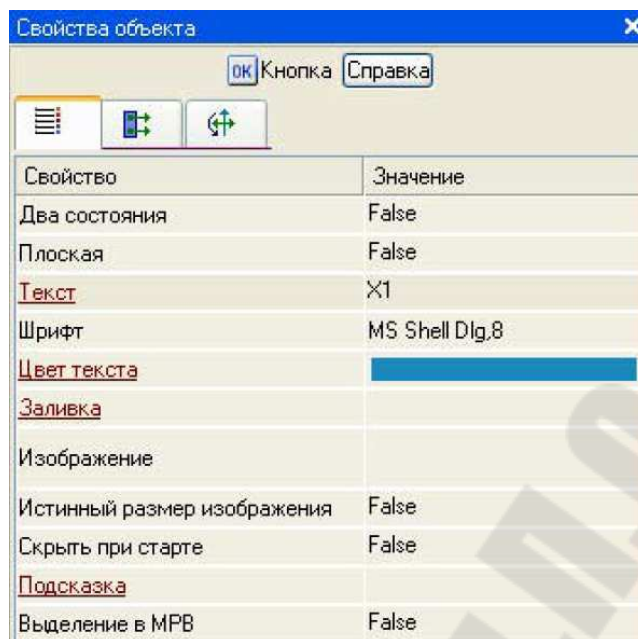 Свойства объекта
ОК Кнопка Справка
Свойство Значение
Два состояния False
Плоская False
Текст X1
Шрифт MS Shell Dlg,8
Цвет текста
Заливка
Изображение
Истинный размер изображения False
Скрыть при старте False
Подсказка
Выделение в МРВ False